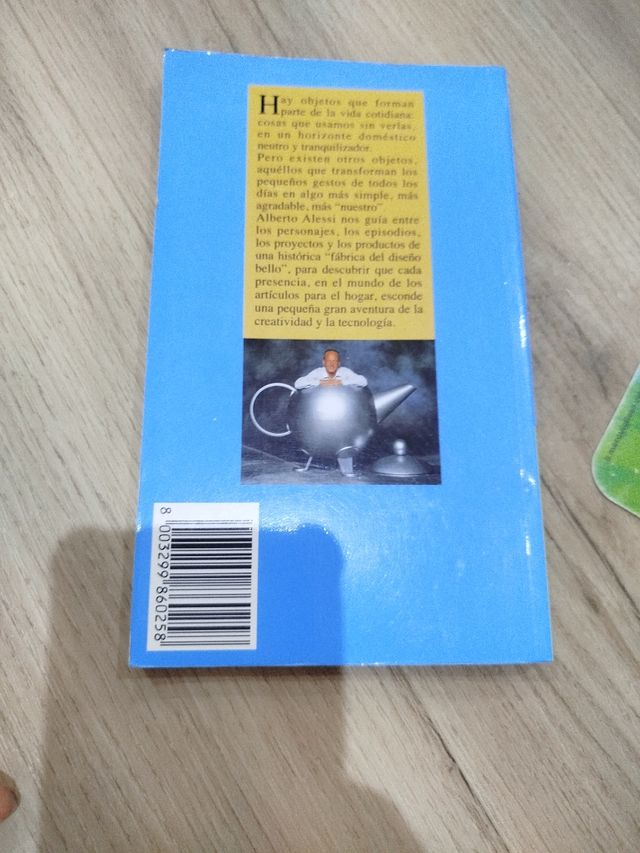 Hay objetos que forman
parte de la vida cotidiana:
cosas que usamos sin verlas,
en un horizonte doméstico
neutro y tranquilizador.
Pero existen otros objetos,
aquéllos que transforman los
pequeños gestos de todos los
días en algo más simple, más
agradable, más “nuestro”.
Alberto Alessi nos guía entre
los personajes, los episodios,
los proyectos y los productos de
una histórica “fábrica del diseño
bello”, para descubrir que cada
presencia, en el mundo de los
artículos para el hogar, esconde
una pequeña gran aventura de la
creatividad y la tecnología.
8 003299 860258